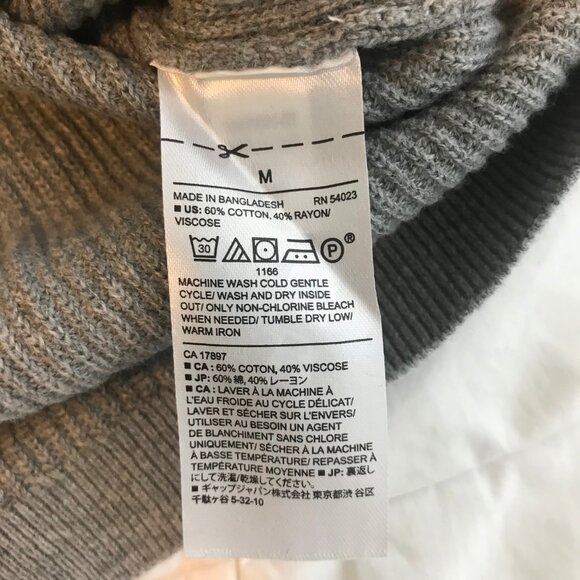 M
MADE IN BANGLADESH RN 54023
■ US: 60% COTTON, 40% RAYON/
VISCOSE
30 P ®
1166
MACHINE WASH COLD GENTLE
CYCLE/ WASH AND DRY INSIDE
OUT/ ONLY NON-CHLORINE BLEACH
WHEN NEEDED/ TUMBLE DRY LOW/
WARM IRON
CA 17897
■ CA : 60% COTON, 40% VISCOSE
■ JP: 60% 綿, 40% レーヨン
■ CA : LAVER À LA MACHINE À
L'EAU FROIDE AU CYCLE DÉLICAT/
LAVER ET SÉCHER SUR L'ENVERS/
UTILISER AU BESOIN UN AGENT
DE BLANCHIMENT SANS CHLORE
UNIQUEMENT/ SÉCHER À LA MACHINE
À BASSE TEMPÉRATURE/ REPASSER À
TEMPÉRATURE MOYENNE ■ JP: 裏返し
にして洗濯/乾燥してください。
■ ギャップジャパン株式会社 東京都渋 谷区
千駄ヶ谷 5-32-10